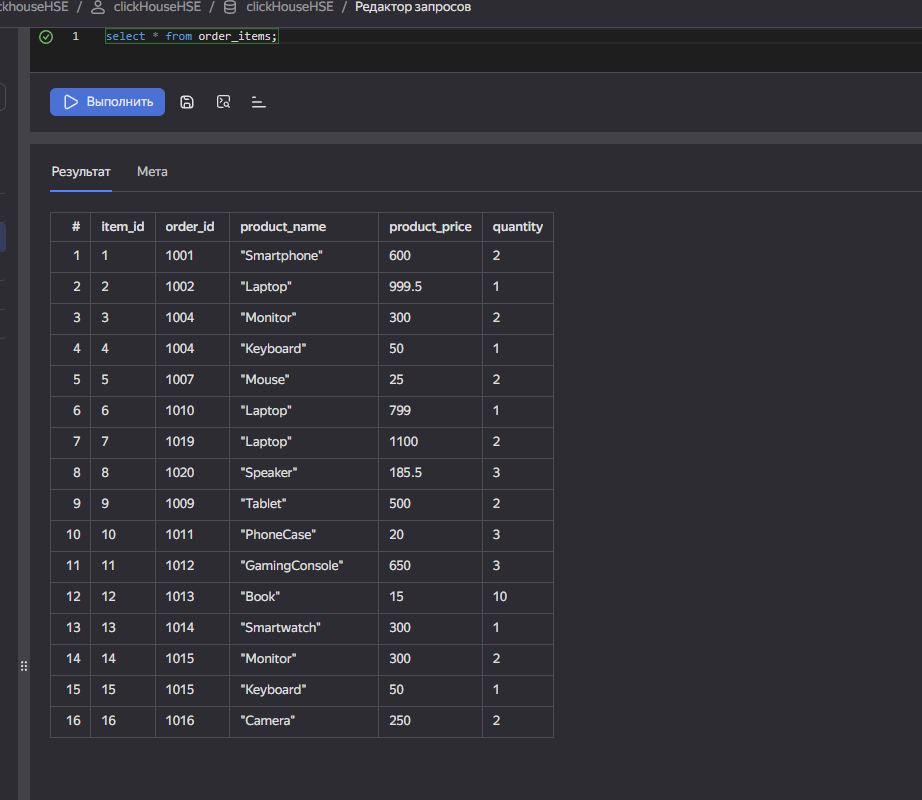 ckhouseHSE / clickHouseHSE / clickHouseHSE / Редактор запросов
1 select * from order_items;
Выполнить
Результат Мета
# item_id order_id product_name product_price quantity
1 1 1001 "Smartphone" 600 2
2 2 1002 "Laptop" 999.5 1
3 3 1004 "Monitor" 300 2
4 4 1004 "Keyboard" 50 1
5 5 1007 "Mouse" 25 2
6 6 1010 "Laptop" 799 1
7 7 1019 "Laptop" 1100 2
8 8 1020 "Speaker" 185.5 3
9 9 1009 "Tablet" 500 2
10 10 1011 "PhoneCase" 20 3
11 11 1012 "GamingConsole" 650 3
12 12 1013 "Book" 15 10
13 13 1014 "Smartwatch" 300 1
14 14 1015 "Monitor" 300 2
15 15 1015 "Keyboard" 50 1
16 16 1016 "Camera" 250 2